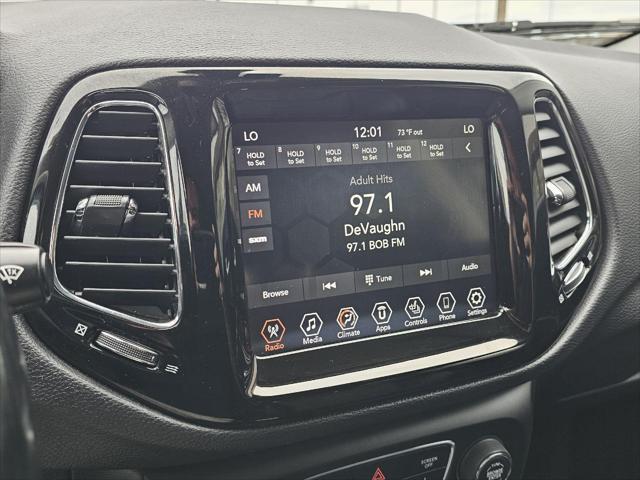 LO 12:01 73 °F out LO
7 HOLD to Set 8 HOLD to Set 9 HOLD to Set 10 HOLD to Set 11 HOLD to Set 12 HOLD to Set
AM
FM
SXM
Adult Hits
97.1
DeVaughn
97.1 BOB FM
Browse Tune Audio
Radio Media Climate Apps Controls Phone Settings
SCREEN OFF
BROWSE ENTER